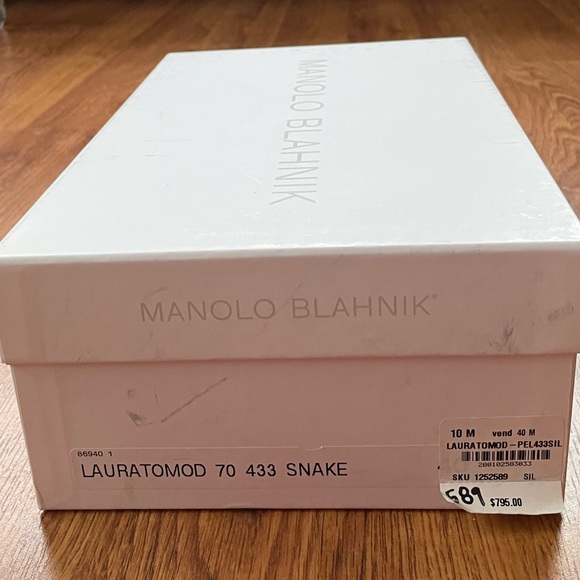 MANOLO BLAHNIK
MANOLO BLAHNIK®
86940 1
LAURATOMOD 70 433 SNAKE
10 M vend 40 M
LAURATOMOD-PEL433SIL
200102503033
SKU 1252589 SIL
589 $795.00